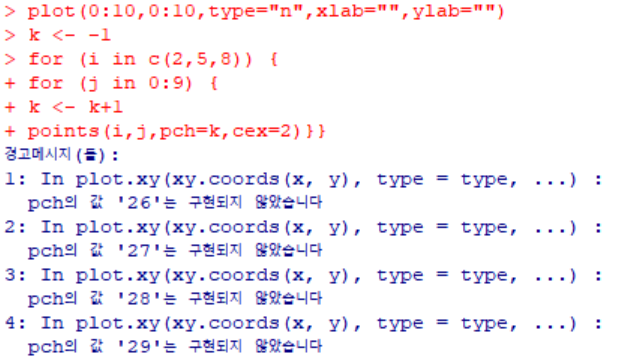 > plot(0:10,0:10,type="n",xlab="",ylab="")
> k <- -1
> for (i in c(2,5,8)) {
+ for (j in 0:9) {
+ k <- k+1
+ points(i,j,pch=k,cex=2)}}
경고메시지(들):
1: In plot.xy(xy.coords(x, y), type = type, ...) :
  pch의 값 '26'는 구현되지 않았습니다
2: In plot.xy(xy.coords(x, y), type = type, ...) :
  pch의 값 '27'는 구현되지 않았습니다
3: In plot.xy(xy.coords(x, y), type = type, ...) :
  pch의 값 '28'는 구현되지 않았습니다
4: In plot.xy(xy.coords(x, y), type = type, ...) :
  pch의 값 '29'는 구현되지 않았습니다